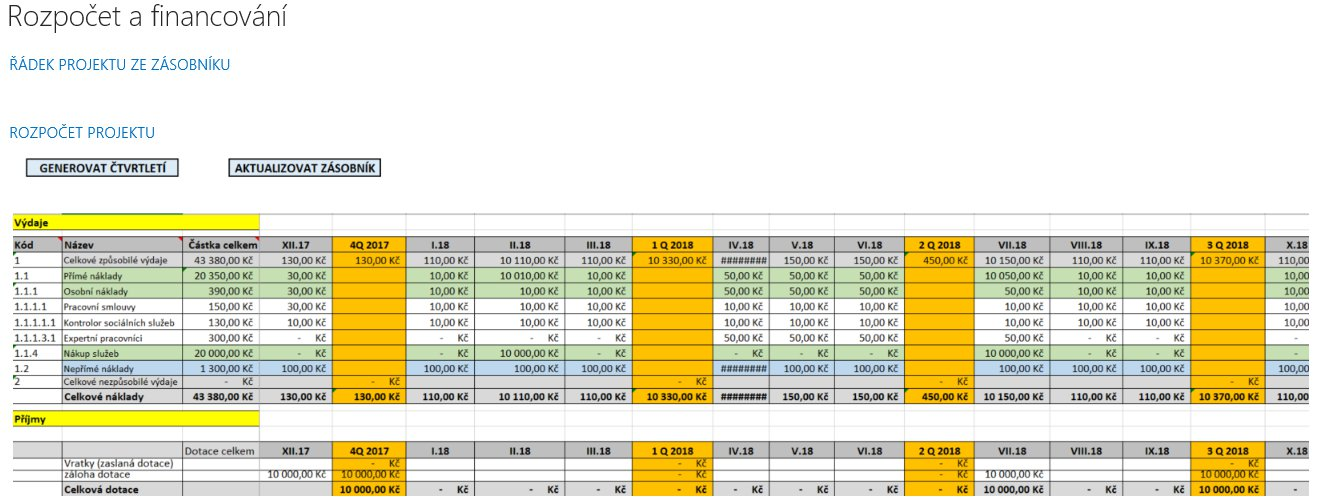 Rozpočet a financování
ŘÁDEK PROJEKTU ZE ZÁSOBNÍKU
ROZPOČET PROJEKTU
GENEROVAT ČTVRTLETÍ AKTUALIZOVAT ZÁSOBNÍK
Výdaje
Kód Název Částka celkem XII.17 4Q 2017 I.18 II.18 III.18 1 Q 2018 IV.18 V.18 VI.18 2 Q 2018 VII.18 VIII.18 IX.18 3 Q 2018 X.18
1 Celkové způsobilé výdaje 43 380,00 Kč 130,00 Kč 130,00 Kč 110,00 Kč 10 110,00 Kč 110,00 Kč 10 330,00 Kč ######## 150,00 Kč 150,00 Kč 450,00 Kč 10 150,00 Kč 110,00 Kč 110,00 Kč 10 370,00 Kč 110,00
1.1 Přímé náklady 20 350,00 Kč 30,00 Kč 10,00 Kč 10 010,00 Kč 10,00 Kč 50,00 Kč 50,00 Kč 50,00 Kč 10 050,00 Kč 10,00 Kč 10,00 Kč 10,00
1.1.1 Osobní náklady 390,00 Kč 30,00 Kč 10,00 Kč 10,00 Kč 10,00 Kč 50,00 Kč 50,00 Kč 50,00 Kč 50,00 Kč 10,00 Kč 10,00 Kč 10,00
1.1.1.1 Pracovní smlouvy 150,00 Kč 30,00 Kč 10,00 Kč 10,00 Kč 10,00 Kč 10,00 Kč 10,00 Kč 10,00 Kč 10,00 Kč 10,00 Kč 10,00 Kč 10,00
1.1.1.1.1 Kontrolor sociálních služeb 130,00 Kč 10,00 Kč 10,00 Kč 10,00 Kč 10,00 Kč 10,00 Kč 10,00 Kč 10,00 Kč 10,00 Kč 10,00 Kč 10,00 Kč 10,00
1.1.1.3.1 Expertní pracovníci 300,00 Kč - Kč - Kč - Kč - Kč 50,00 Kč 50,00 Kč 50,00 Kč 50,00 Kč - Kč - Kč -
1.1.4 Nákup služeb 20 000,00 Kč - Kč - Kč 10 000,00 Kč - Kč - Kč - Kč - Kč 10 000,00 Kč - Kč - Kč -
1.2 Nepřímé náklady 1 300,00 Kč 100,00 Kč 100,00 Kč 100,00 Kč 100,00 Kč ######## 100,00 Kč 100,00 Kč 100,00 Kč 100,00 Kč 100,00 Kč 100,00
2 Celkové nezpůsobilé výdaje - Kč - Kč - Kč - Kč - Kč
Celkové náklady 43 380,00 Kč 130,00 Kč 130,00 Kč 110,00 Kč 10 110,00 Kč 110,00 Kč 10 330,00 Kč ######## 150,00 Kč 150,00 Kč 450,00 Kč 10 150,00 Kč 110,00 Kč 110,00 Kč 10 370,00 Kč 110,00
Příjmy
Dotace celkem XII.17 4Q 2017 I.18 II.18 III.18 1 Q 2018 IV.18 V.18 VI.18 2 Q 2018 VII.18 VIII.18 IX.18 3 Q 2018 X.18
Vratky (zaslaná dotace) - Kč - Kč - Kč - Kč
záloha dotace 10 000,00 Kč 10 000,00 Kč - Kč - Kč 10 000,00 Kč 10 000,00 Kč
Celková dotace 10 000,00 Kč - Kč - Kč - Kč - Kč - Kč - Kč - Kč - Kč 10 000,00 Kč - Kč - Kč 10 000,00 Kč -